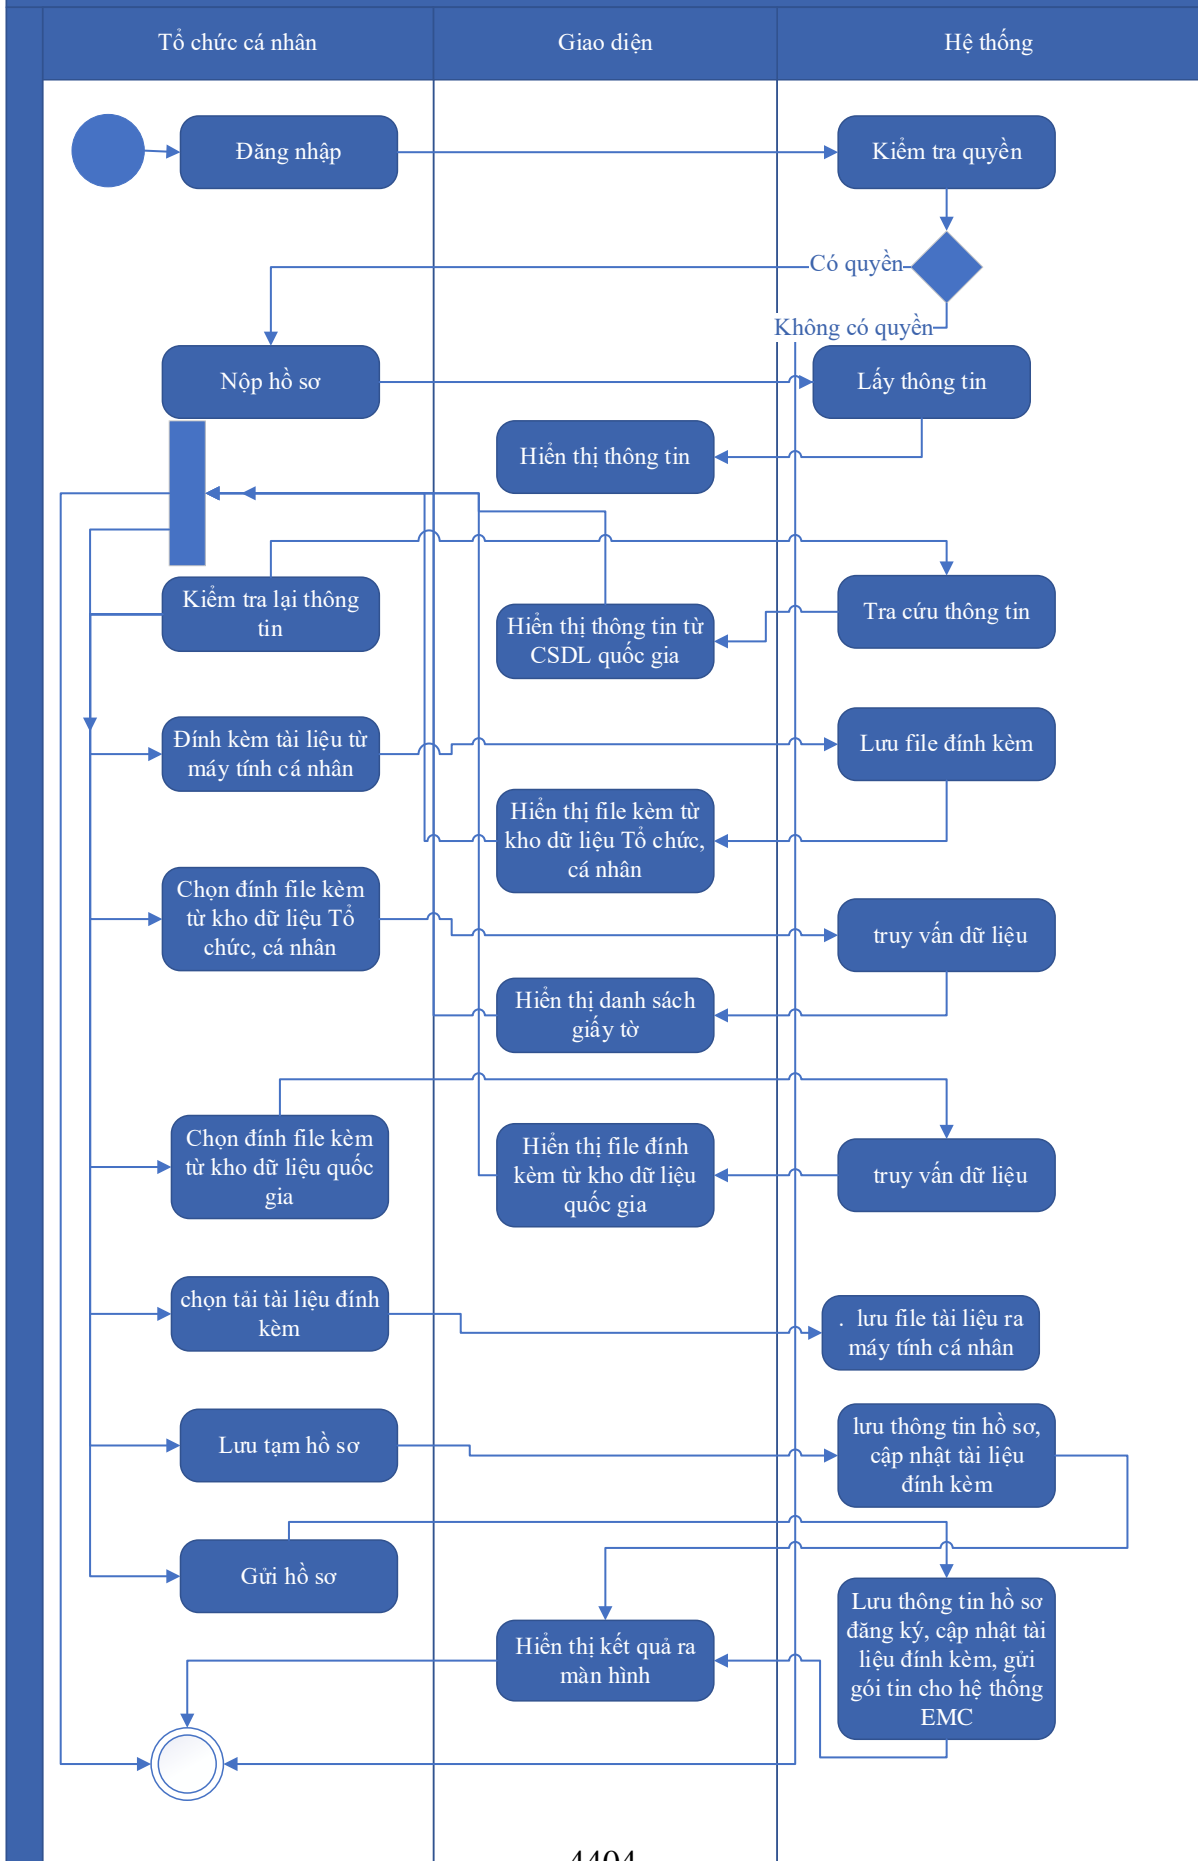 Tổ chức cá nhân
Giao diện
Hệ thống
Đăng nhập
Kiểm tra quyền
Có quyền
Không có quyền
Nộp hồ sơ
Lấy thông tin
Hiển thị thông tin
Kiểm tra lại thông
tin
Hiển thị thông tin từ
CSDL quốc gia
Tra cứu thông tin
Đính kèm tài liệu từ
máy tính cá nhân
Lưu file đính kèm
Hiển thị file kèm từ
kho dữ liệu Tổ chức,
cá nhân
Chọn đính file kèm
từ kho dữ liệu Tổ
chức, cá nhân
truy vấn dữ liệu
Hiển thị danh sách
giấy tờ
Chọn đính file kèm
từ kho dữ liệu quốc
gia
Hiển thị file đính
kèm từ kho dữ liệu
quốc gia
truy vấn dữ liệu
chọn tải tài liệu đính
kèm
. lưu file tài liệu ra
máy tính cá nhân
Lưu tạm hồ sơ
lưu thông tin hồ sơ,
cập nhật tài liệu
đính kèm
Gửi hồ sơ
Hiển thị kết quả ra
màn hình
Lưu thông tin hồ sơ
đăng ký, cập nhật tài
liệu đính kèm, gửi
gói tin cho hệ thống
EMC
4404